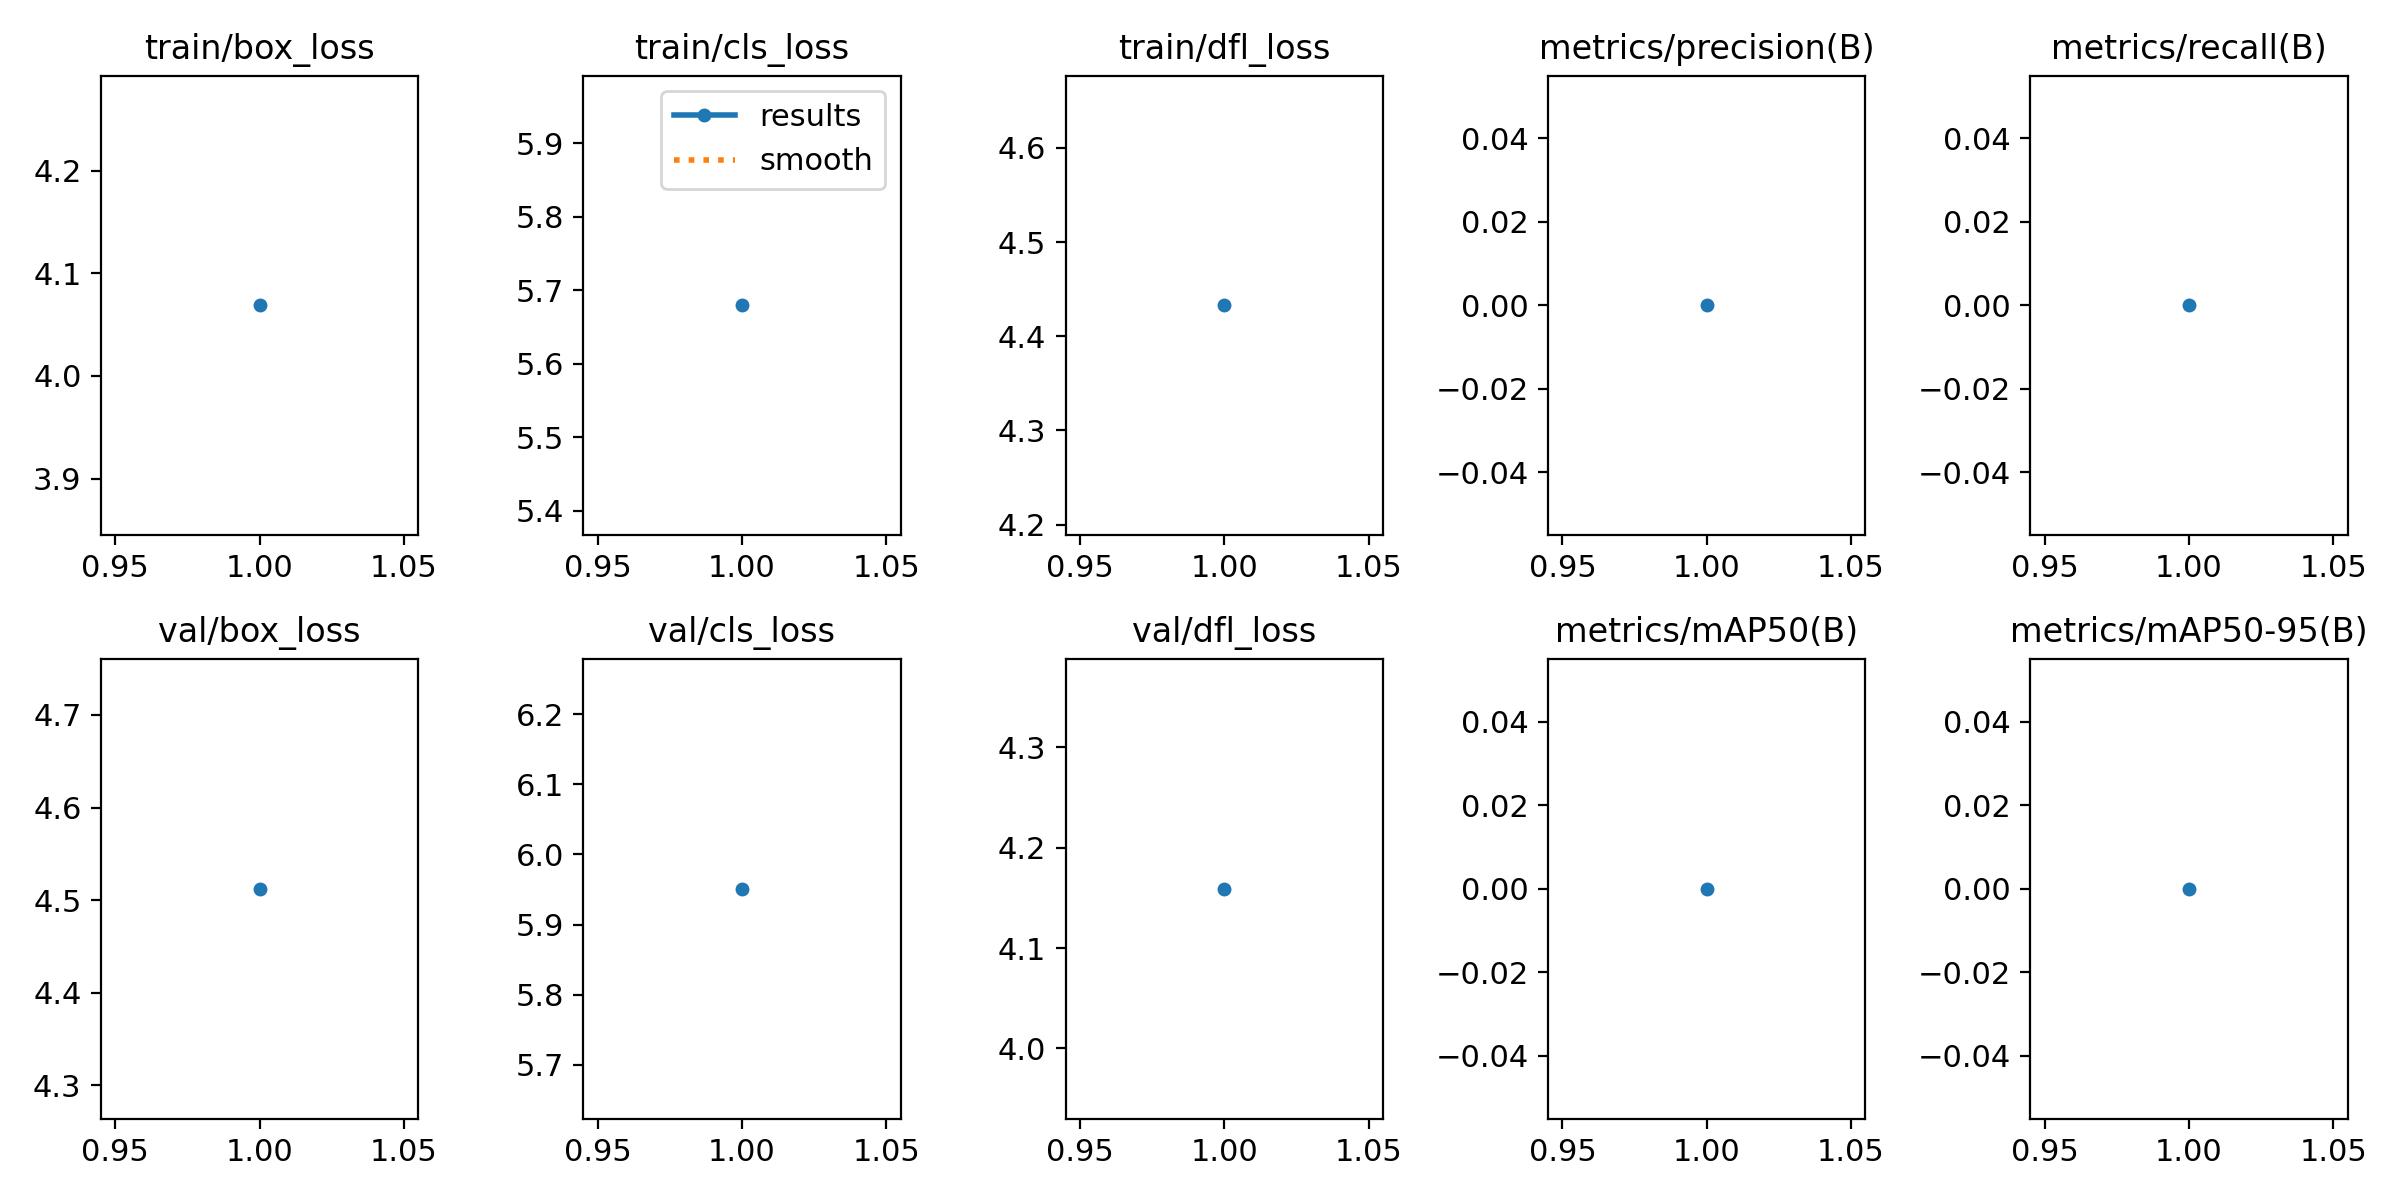 train/box_loss
4.2
4.1
4.0
3.9
0.95 1.00 1.05
train/cls_loss
results
smooth
5.9
5.8
5.7
5.6
5.5
5.4
0.95 1.00 1.05
train/dfl_loss
4.6
4.5
4.4
4.3
4.2
0.95 1.00 1.05
metrics/precision(B)
0.04
0.02
0.00
−0.02
−0.04
0.95 1.00 1.05
metrics/recall(B)
0.04
0.02
0.00
−0.02
−0.04
0.95 1.00 1.05
val/box_loss
4.7
4.6
4.5
4.4
4.3
0.95 1.00 1.05
val/cls_loss
6.2
6.1
6.0
5.9
5.8
5.7
0.95 1.00 1.05
val/dfl_loss
4.3
4.2
4.1
4.0
0.95 1.00 1.05
metrics/mAP50(B)
0.04
0.02
0.00
−0.02
−0.04
0.95 1.00 1.05
metrics/mAP50-95(B)
0.04
0.02
0.00
−0.02
−0.04
0.95 1.00 1.05